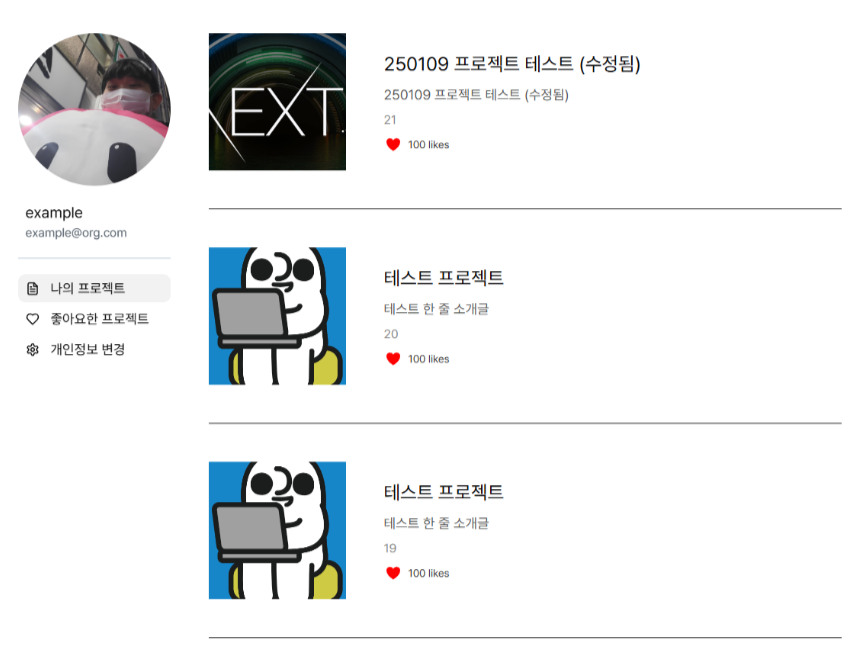 example
example@org.com
나의 프로젝트
좋아요한 프로젝트
개인정보 변경
NEXT.
250109 프로젝트 테스트 (수정됨)
250109 프로젝트 테스트 (수정됨)
21
100 likes
테스트 프로젝트
테스트 한 줄 소개글
20
100 likes
테스트 프로젝트
테스트 한 줄 소개글
19
100 likes